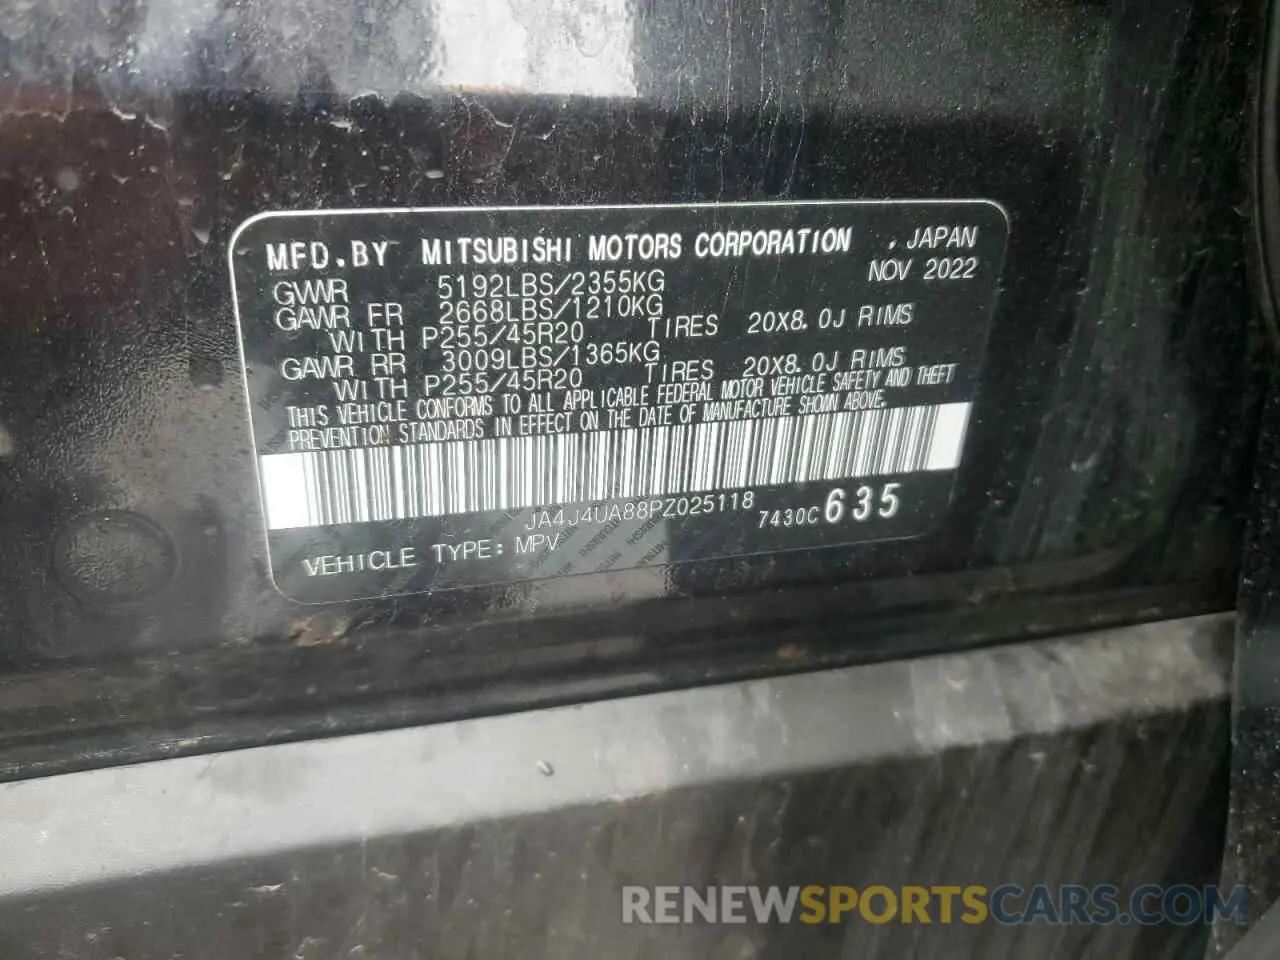 MFD.BY MITSUBISHI MOTORS CORPORATION , JAPAN
NOV 2022
GVWR 5192LBS/2355KG
GAWR FR 2668LBS/1210KG
WITH P255/45R20 TIRES 20X8.0J RIMS
GAWR RR 3009LBS/1365KG
WITH P255/45R20 TIRES 20X8.0J RIMS
THIS VEHICLE CONFORMS TO ALL APPLICABLE FEDERAL MOTOR VEHICLE SAFETY AND THEFT
PREVENTION STANDARDS IN EFFECT ON THE DATE OF MANUFACTURE SHOWN ABOVE.
JA4J4UA88PZ025118 7430C 635
VEHICLE TYPE: MPV
RENEWSPORTSCARS.COM